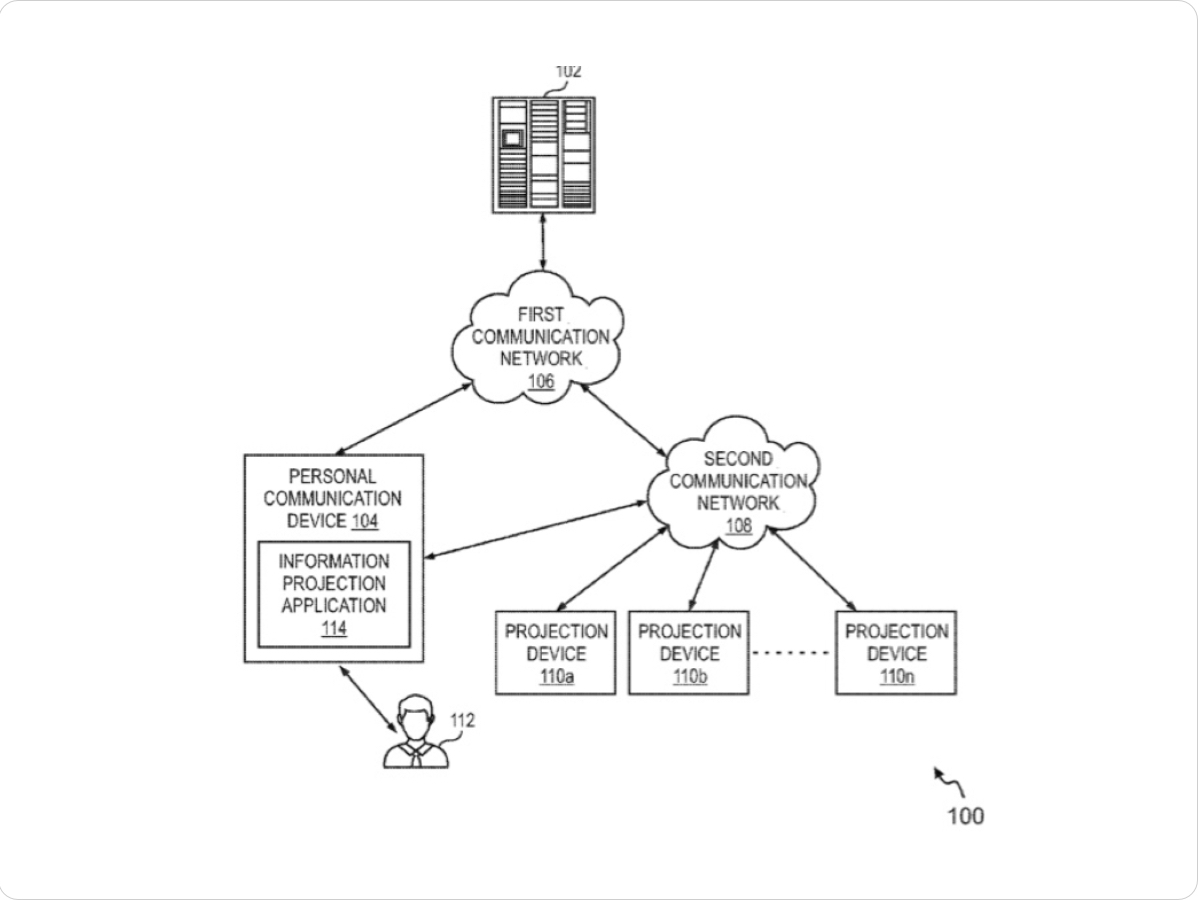 102
FIRST
COMMUNICATION
NETWORK
106
SECOND
COMMUNICATION
NETWORK
108
PERSONAL
COMMUNICATION
DEVICE 104
INFORMATION
PROJECTION
APPLICATION
114
PROJECTION
DEVICE
110a
PROJECTION
DEVICE
110b
PROJECTION
DEVICE
110n
112
100